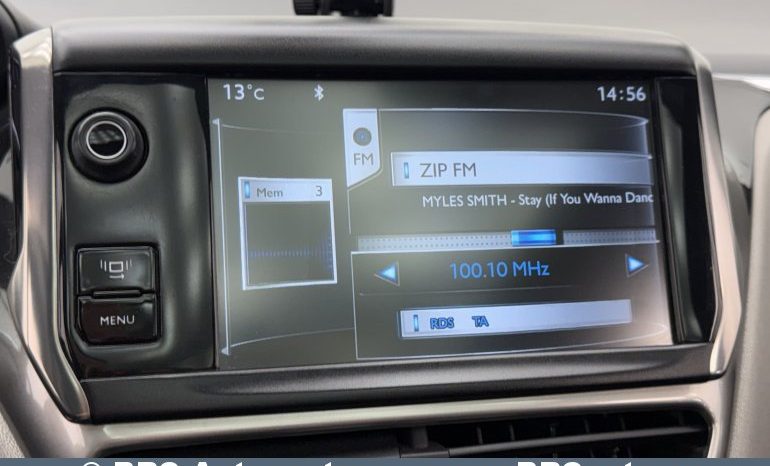 13°C 14:56
FM
ZIP FM
Mem 3
MYLES SMITH - Stay (If You Wanna Danc
100.10 MHz
MENU
RDS TA